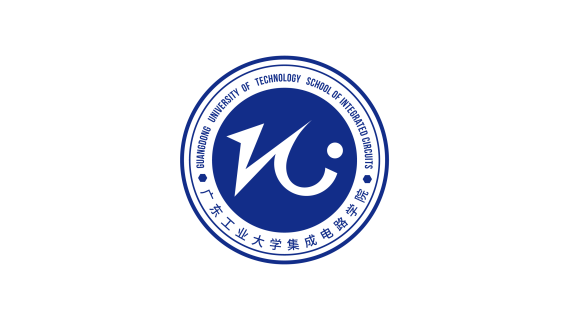 GUANGDONG UNIVERSITY OF TECHNOLOGY SCHOOL OF INTEGRATED CIRCUITS
广东工业大学集成电路学院